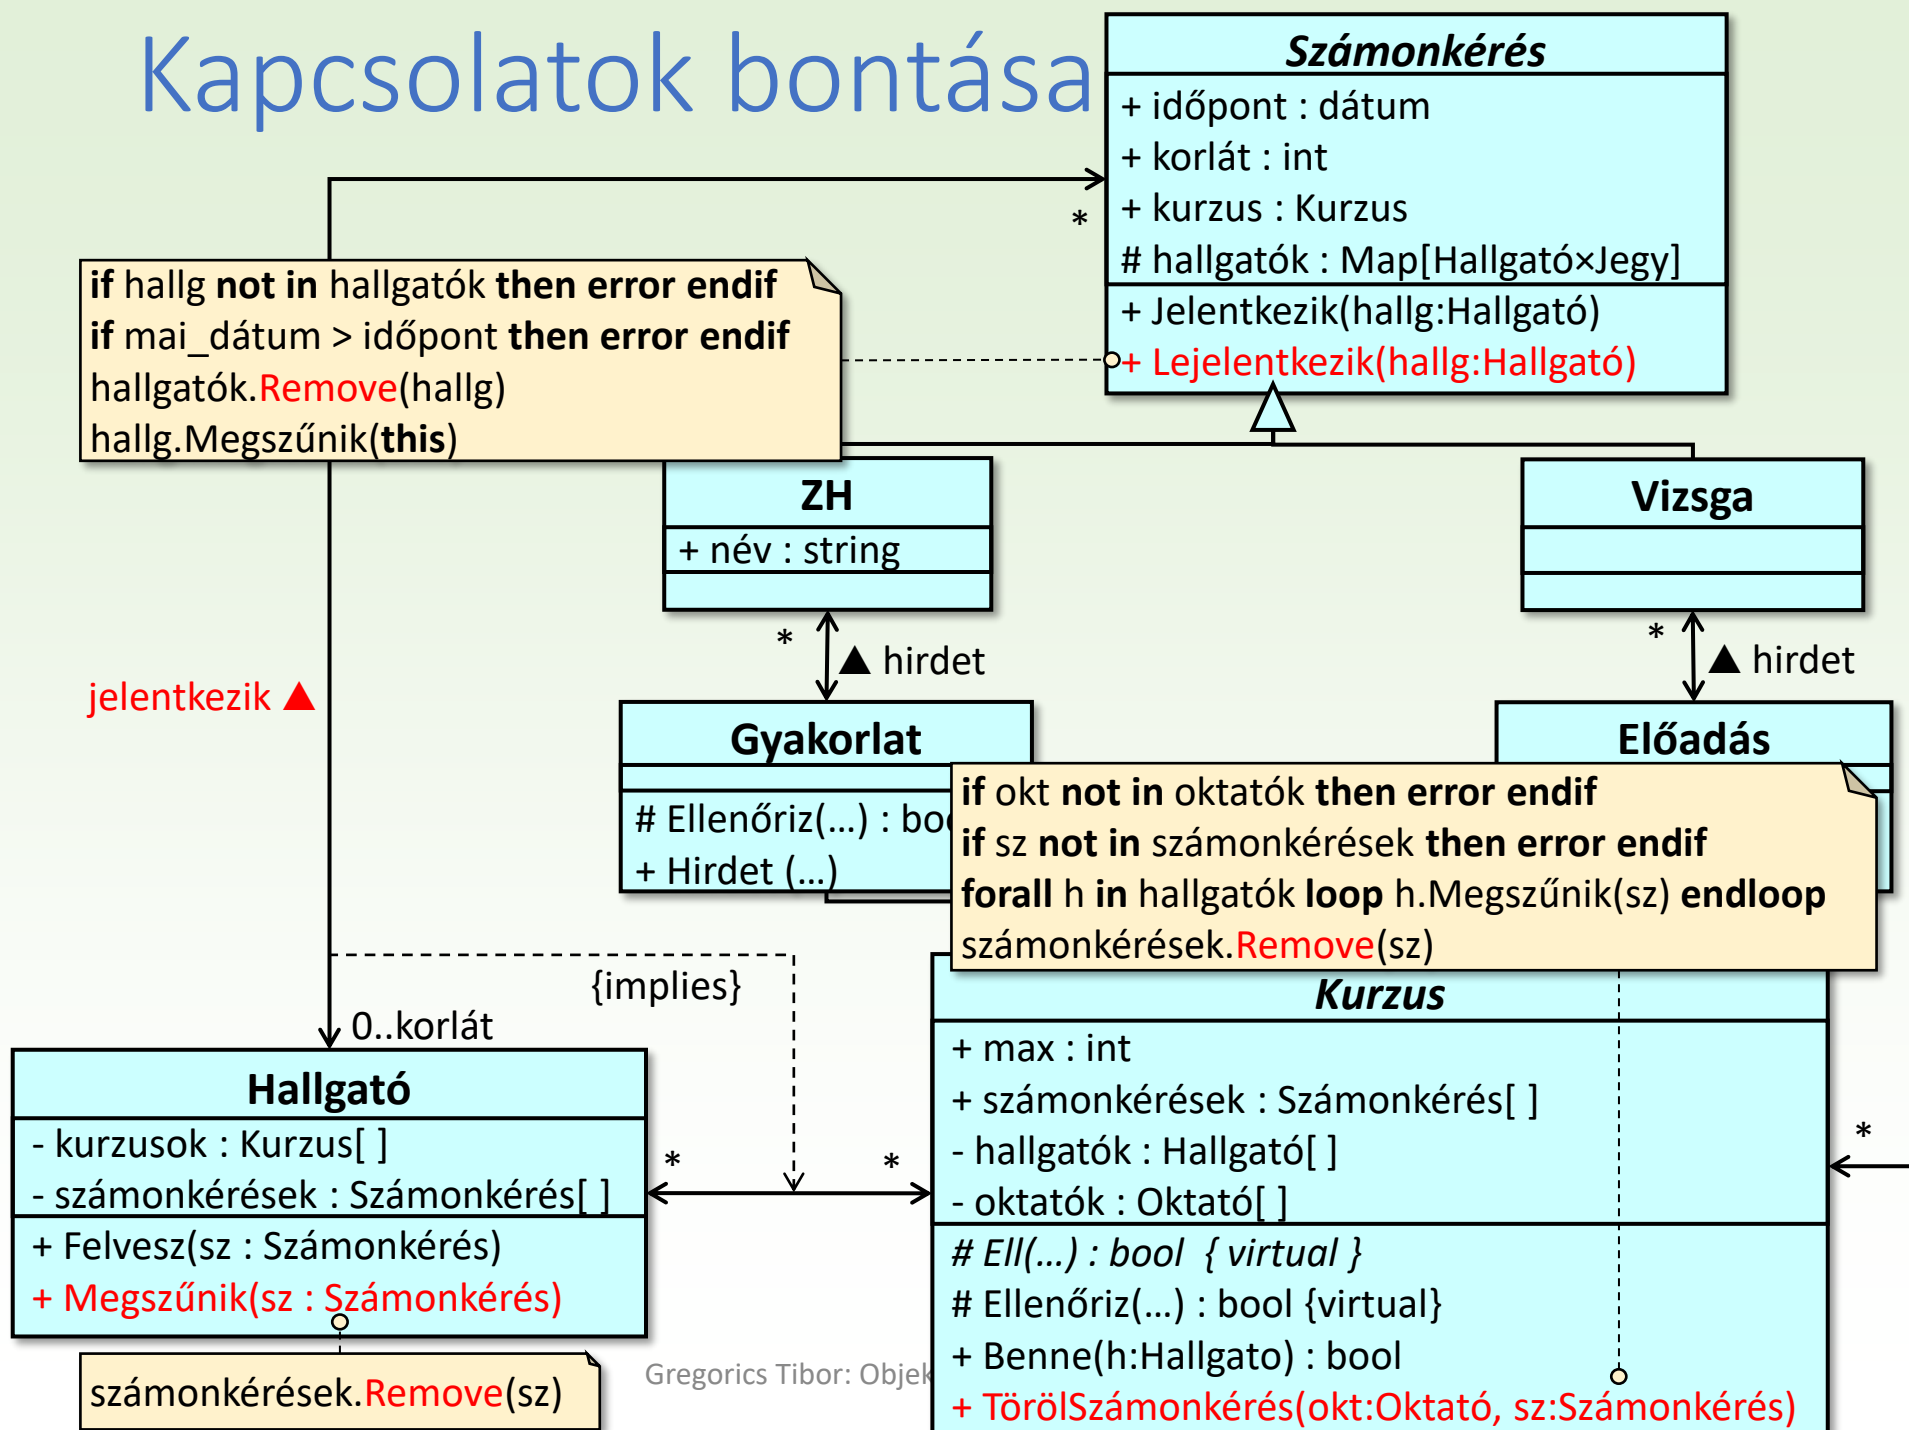 Kapcsolatok bontása
Számonkérés
+ időpont : dátum
+ korlát : int
+ kurzus : Kurzus
# hallgatók : Map[Hallgató×Jegy]
+ Jelentkezik(hallg:Hallgató)
+ Lejelentkezik(hallg:Hallgató)
*
if hallg not in hallgatók then error endif
if mai_dátum > időpont then error endif
hallgatók.Remove(hallg)
hallg.Megszűnik(this)
ZH
+ név : string
Vizsga
* ▲ hirdet
* ▲ hirdet
jelentkezik ▲
Gyakorlat
# Ellenőriz(...) : boo
+ Hirdet (...)
Előadás
if okt not in oktatók then error endif
if sz not in számonkérések then error endif
forall h in hallgatók loop h.Megszűnik(sz) endloop
számonkérések.Remove(sz)
{implies}
0..korlát
Hallgató
- kurzusok : Kurzus[ ]
- számonkérések : Számonkérés[ ]
+ Felvesz(sz : Számonkérés)
+ Megszűnik(sz : Számonkérés)
számonkérések.Remove(sz)
* *
Kurzus
+ max : int
+ számonkérések : Számonkérés[ ]
- hallgatók : Hallgató[ ]
- oktatók : Oktató[ ]
# Ell(...) : bool { virtual }
# Ellenőriz(...) : bool {virtual}
+ Benne(h:Hallgato) : bool
+ TörölSzámonkérés(okt:Oktató, sz:Számonkérés)
*
Gregorics Tibor: Objek